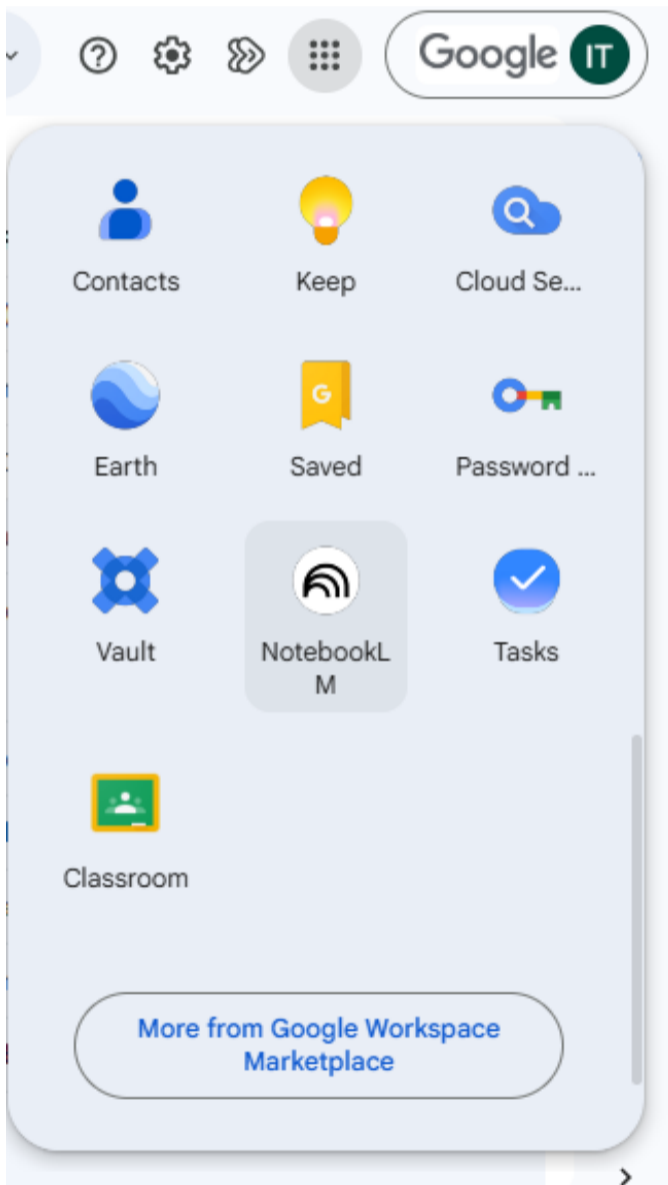 Google IT
Contacts Keep Cloud Se...
G
Earth Saved Password ...
Vault NotebookL
M Tasks
Classroom
More from Google Workspace
Marketplace